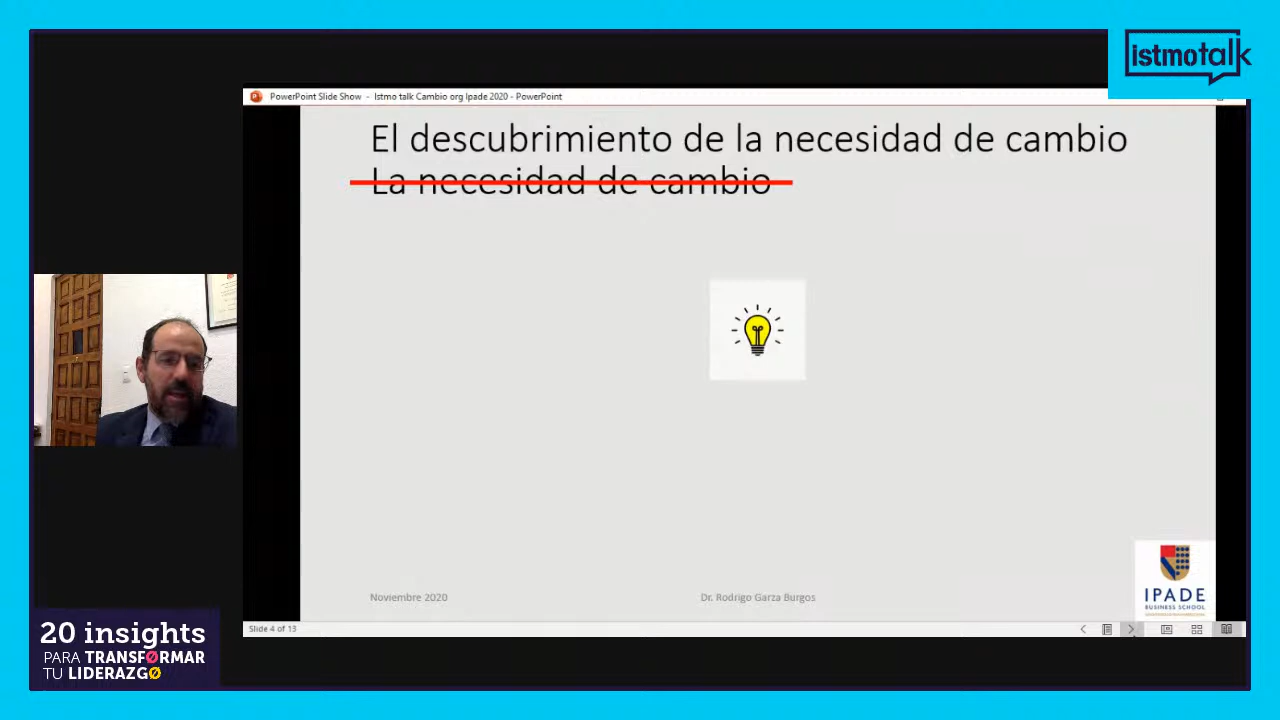 istmotalk
PowerPoint Slide Show - Istmo talk Cambio org Ipade 2020 - PowerPoint
El descubrimiento de la necesidad de cambio
La necesidad de cambio
Noviembre 2020
Dr. Rodrigo Garza Burgos
IPADE
BUSINESS SCHOOL
Slide 4 of 13
20 insights
PARA TRANSFØRMAR
TU LIDERAZGØ